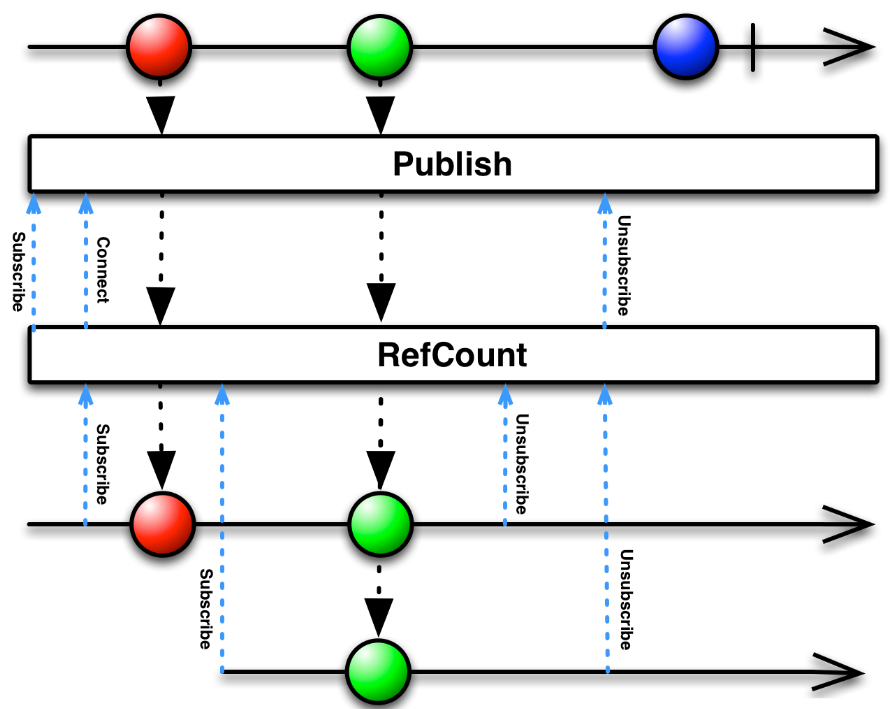 Publish
Subscribe
Connect
Unsubscribe
RefCount
Subscribe
Unsubscribe
Subscribe
Unsubscribe